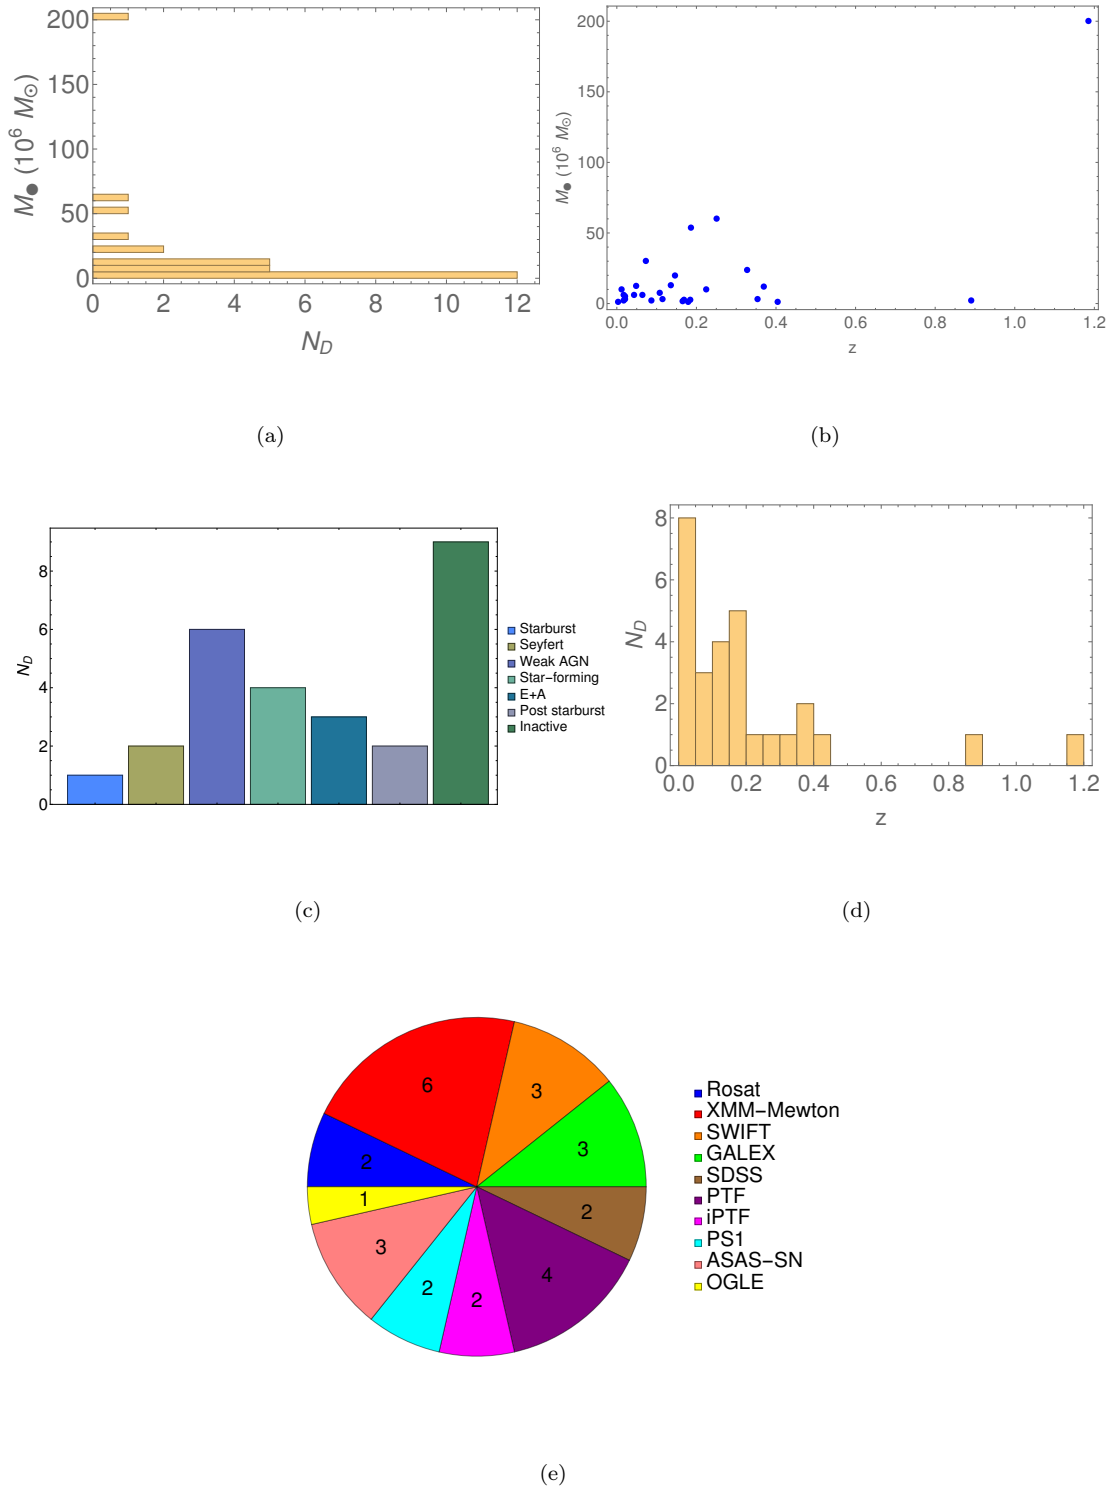 200
150
100
50
0
M● (10⁶ M⊙)
0 2 4 6 8 10 12
N_D
(a)
200
150
100
50
0
M● (10⁶ M⊙)
0.0 0.2 0.4 0.6 0.8 1.0 1.2
z
(b)
8
6
4
2
0
N_D
Starburst
Seyfert
Weak AGN
Star-forming
E+A
Post starburst
Inactive
(c)
8
6
4
2
0
N_D
0.0 0.2 0.4 0.6 0.8 1.0 1.2
z
(d)
6
3
3
2
2
1
3
2
2
4
Rosat
XMM-Mewton
SWIFT
GALEX
SDSS
PTF
iPTF
PS1
ASAS-SN
OGLE
(e)